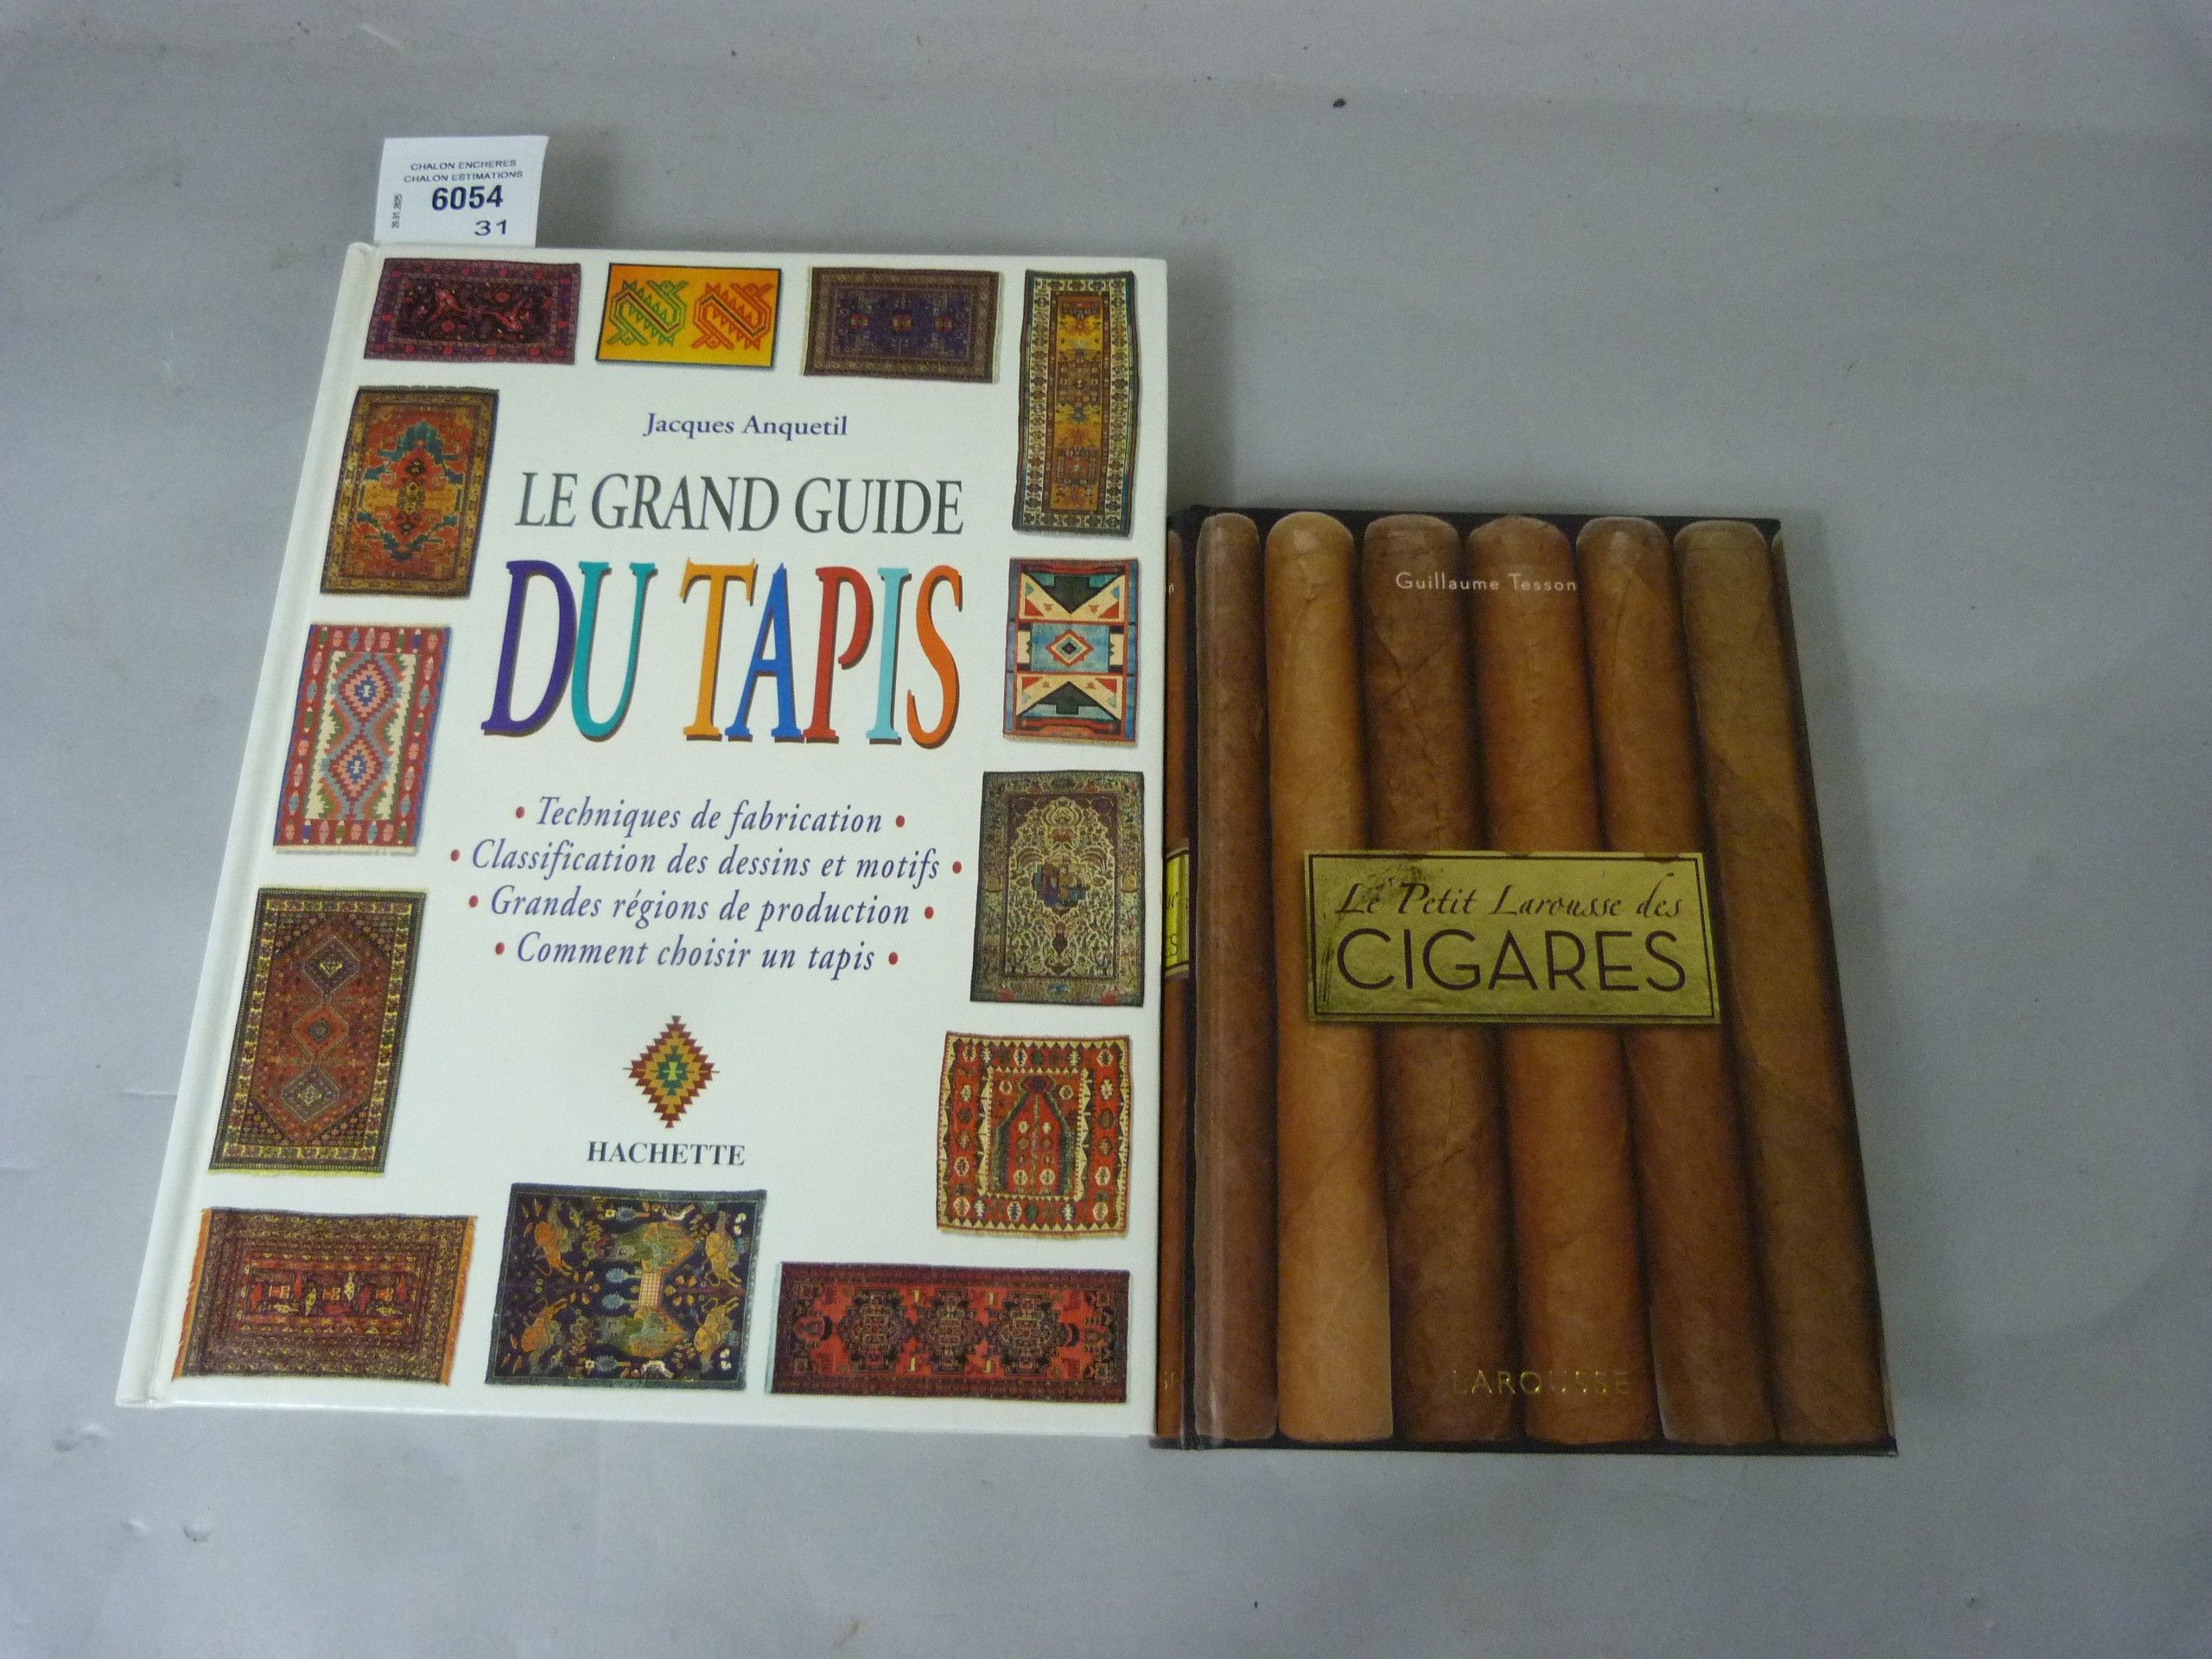 CHALON ENCHERES
CHALON ESTIMATIONS
6054
31
Jacques Anquetil
LE GRAND GUIDE
DU TAPIS
• Techniques de fabrication •
• Classification des dessins et motifs •
• Grandes régions de production •
• Comment choisir un tapis •
HACHETTE
Guillaume Tesson
Le Petit Larousse des
CIGARES
LAROUSSE